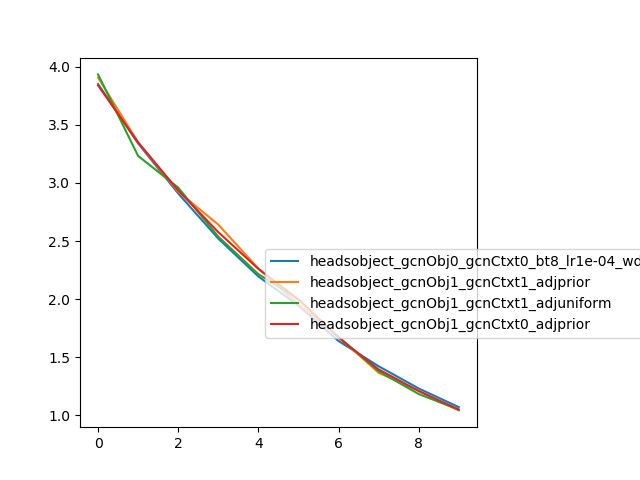 4.0
3.5
3.0
2.5
2.0
1.5
1.0
headsobject_gcnObj0_gcnCtxt0_bt8_lr1e-04_wd
headsobject_gcnObj1_gcnCtxt1_adjprior
headsobject_gcnObj1_gcnCtxt1_adjuniform
headsobject_gcnObj1_gcnCtxt0_adjprior
0 2 4 6 8